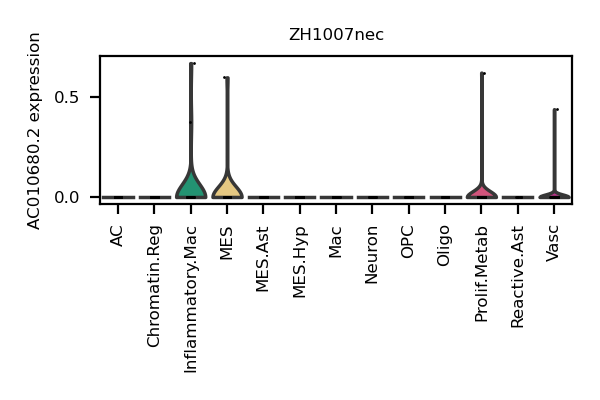 ZH1007nec
AC010680.2 expression
0.5
0.0
AC
Chromatin.Reg
Inflammatory.Mac
MES
MES.Ast
MES.Hyp
Mac
Neuron
OPC
Oligo
Prolif.Metab
Reactive.Ast
Vasc